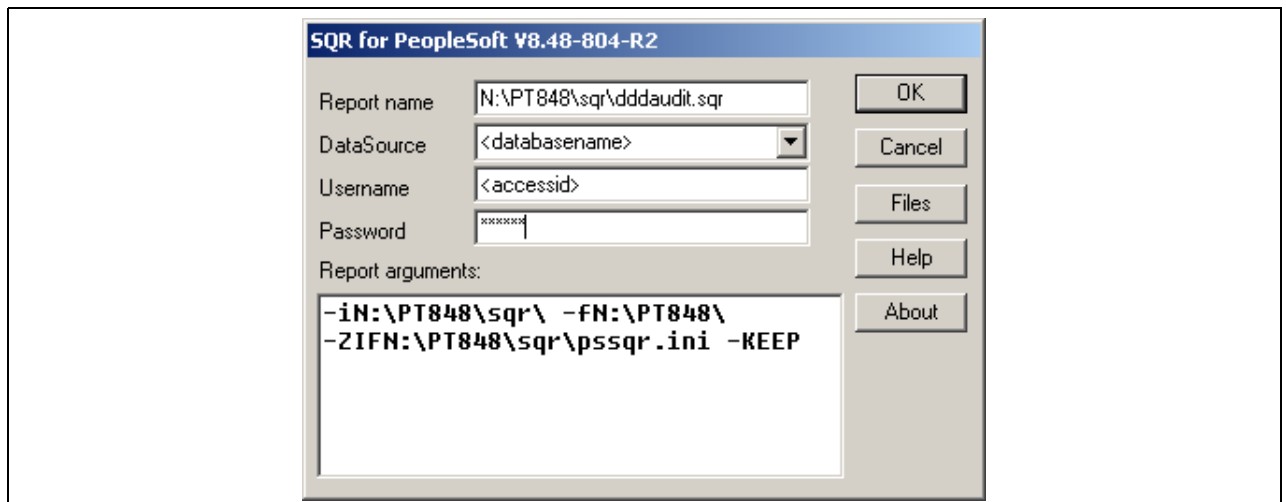 SQR for PeopleSoft V8.48-804-R2
Report name
N:\PT848\sqr\dddaudit.sqr
OK
DataSource
<databasename>
Cancel
Username
<accessid>
Files
Password
xxxxxx
Help
Report arguments:
-iN:\PT848\sqr\ -fN:\PT848\
-ZIFN:\PT848\sqr\pssqr.ini -KEEP
About